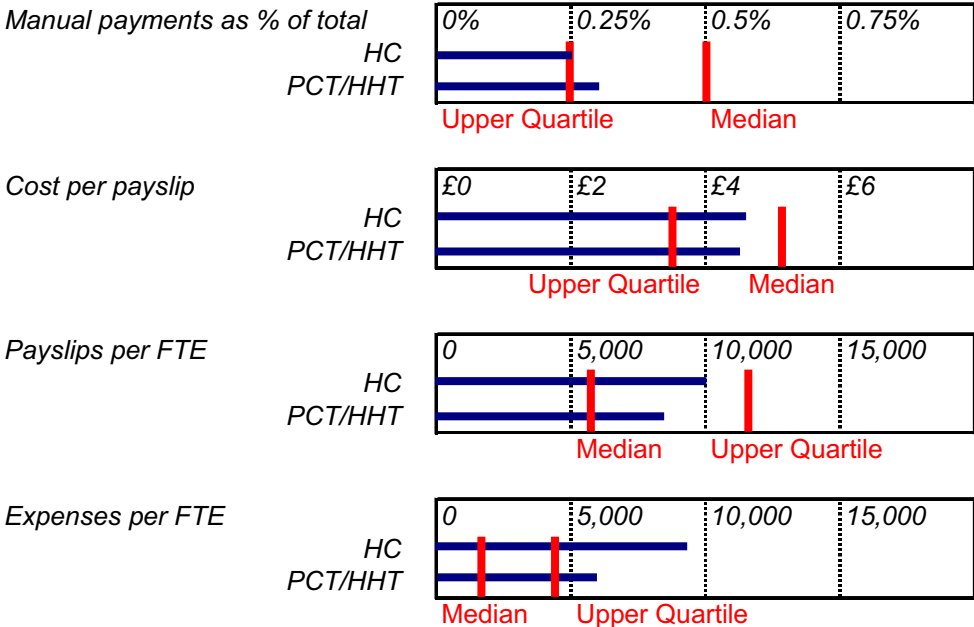 Manual payments as % of total 0% 0.25% 0.5% 0.75%
HC
PCT/HHT
Upper Quartile Median
Cost per payslip £0 £2 £4 £6
HC
PCT/HHT
Upper Quartile Median
Payslips per FTE 0 5,000 10,000 15,000
HC
PCT/HHT
Median Upper Quartile
Expenses per FTE 0 5,000 10,000 15,000
HC
PCT/HHT
Median Upper Quartile